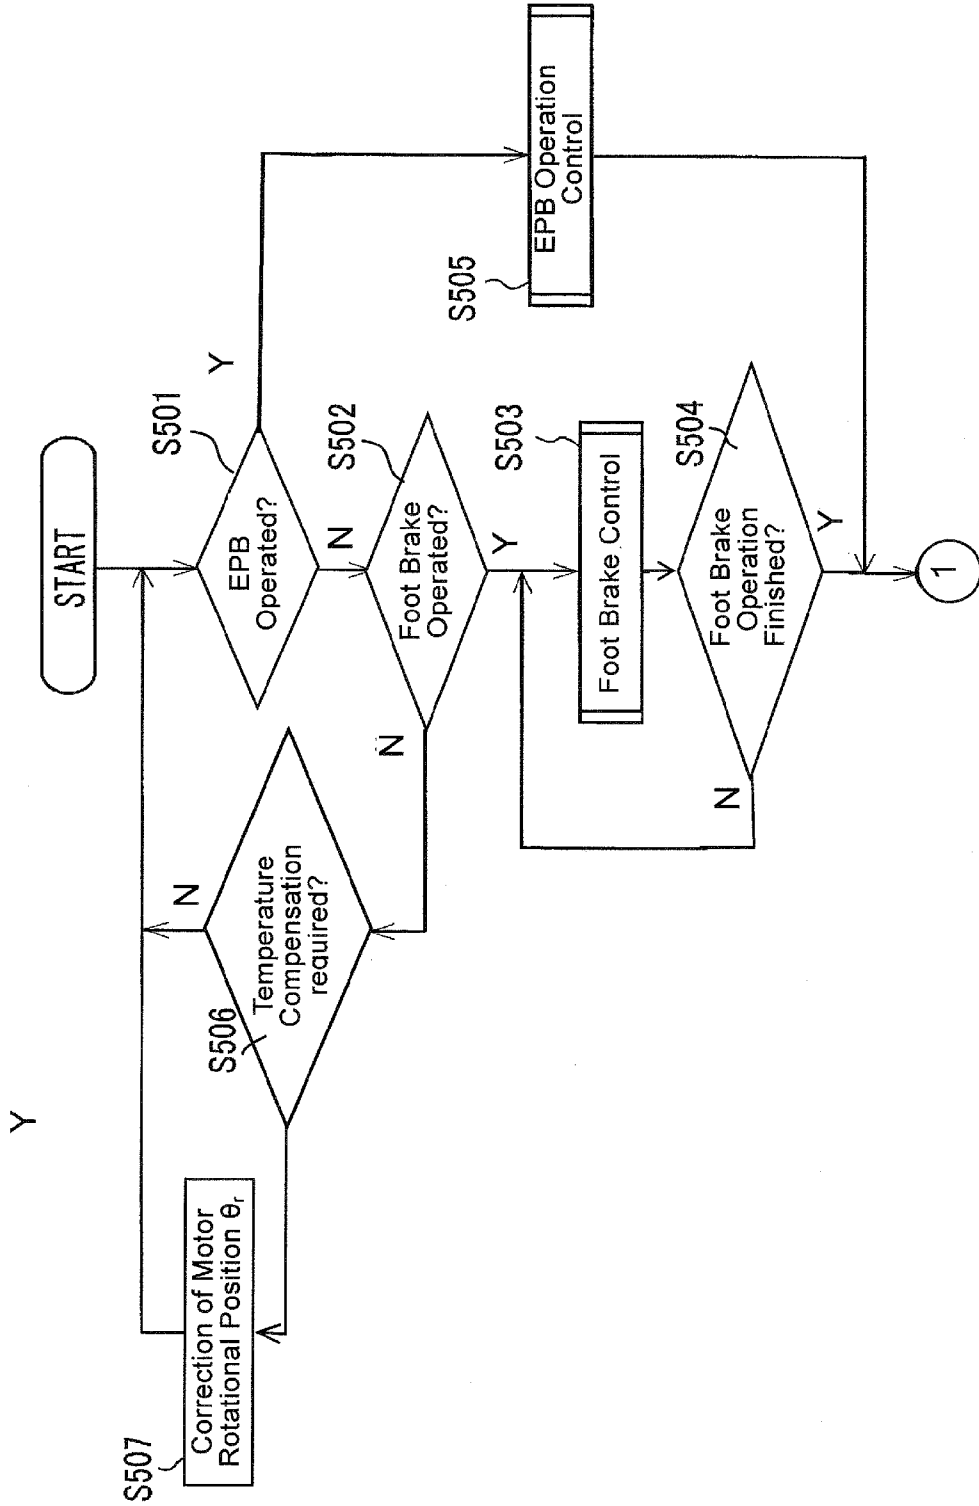 START
S501
EPB
Operated?
Y
N
S502
Foot Brake
Operated?
N
Y
S503
Foot Brake Control
S504
Foot Brake
Operation
Finished?
N
Y
S505
EPB Operation
Control
S506
Temperature
Compensation
required?
N
Y
S507
Correction of Motor
Rotational Position θr
1